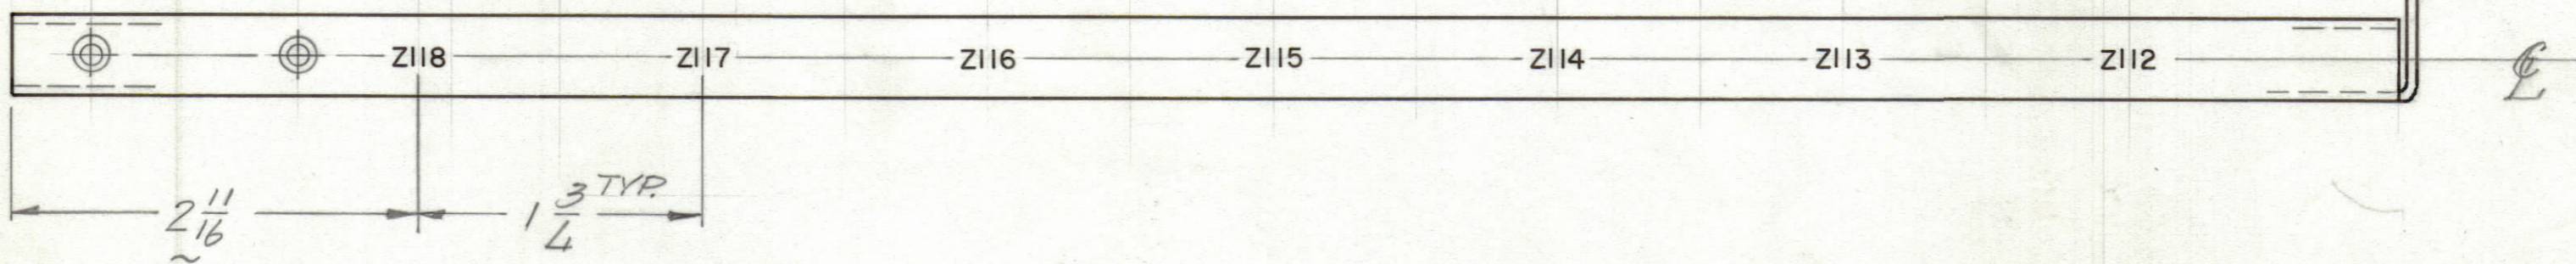 Z118 Z117 Z116 Z115 Z114 Z113 Z112 ℄
2 11/16 1 3/4 TYP.